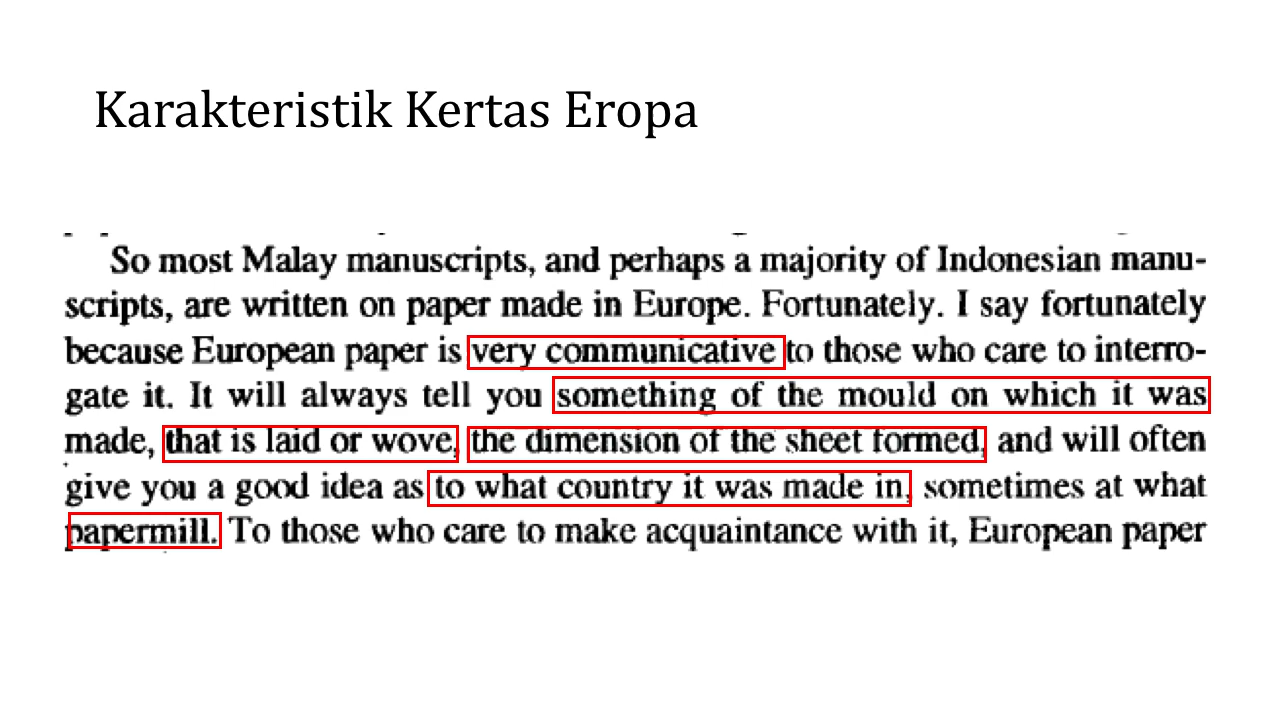 Karakteristik Kertas Eropa
So most Malay manuscripts, and perhaps a majority of Indonesian manu-
scripts, are written on paper made in Europe. Fortunately. I say fortunately
because European paper is very communicative to those who care to interro-
gate it. It will always tell you something of the mould on which it was
made, that is laid or wove, the dimension of the sheet formed, and will often
give you a good idea as to what country it was made in, sometimes at what
papermill. To those who care to make acquaintance with it, European paper